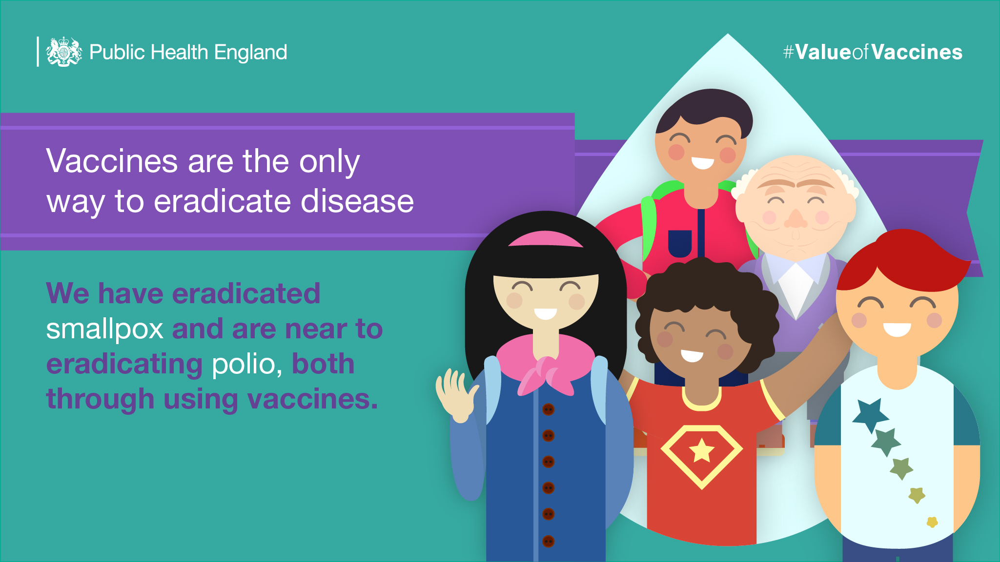 Public Health England
#ValueofVaccines
Vaccines are the only
way to eradicate disease
We have eradicated
smallpox and are near to
eradicating polio, both
through using vaccines.